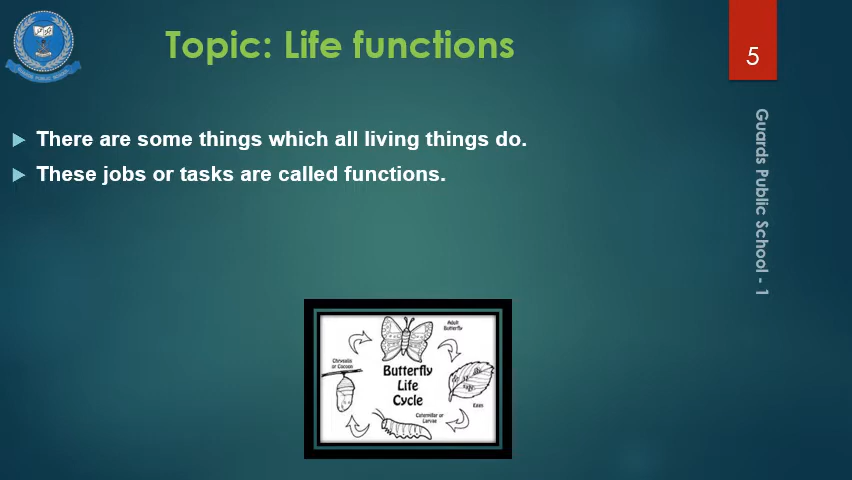 Topic: Life functions
5
There are some things which all living things do.
These jobs or tasks are called functions.
Guards Public School - 1
Adult
Butterfly
Chrysalis
or Cocoon
Butterfly
Life
Cycle
Eggs
Caterpillar or
Larvae